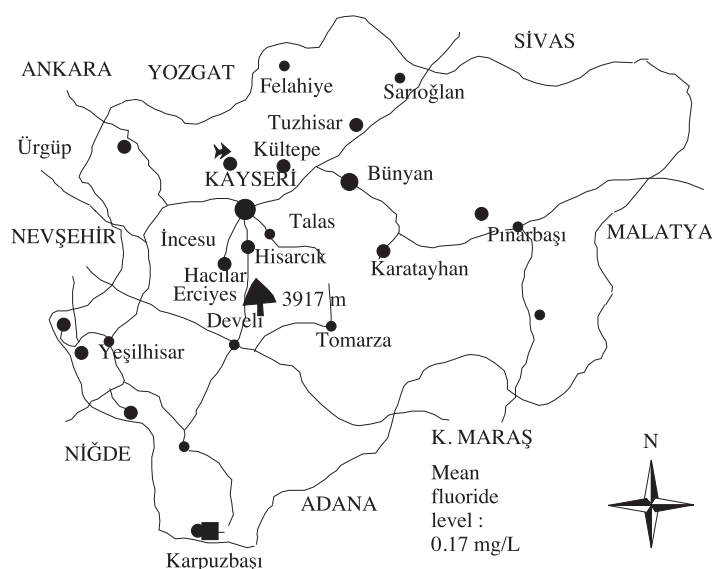 SİVAS
ANKARA
YOZGAT
Felahiye
Sarıoğlan
Tuzhisar
Ürgüp
Kültepe
KAYSERİ
Bünyan
Talas
NEVŞEHİR
İncesu
Pınarbaşı
MALATYA
Hisarcık
Hacılar
Karatayhan
Erciyes
3917 m
Develi
Tomarza
Yeşilhisar
K. MARAŞ
N
NİĞDE
Mean
fluoride
level :
0.17 mg/L
ADANA
Karpuzbaşı